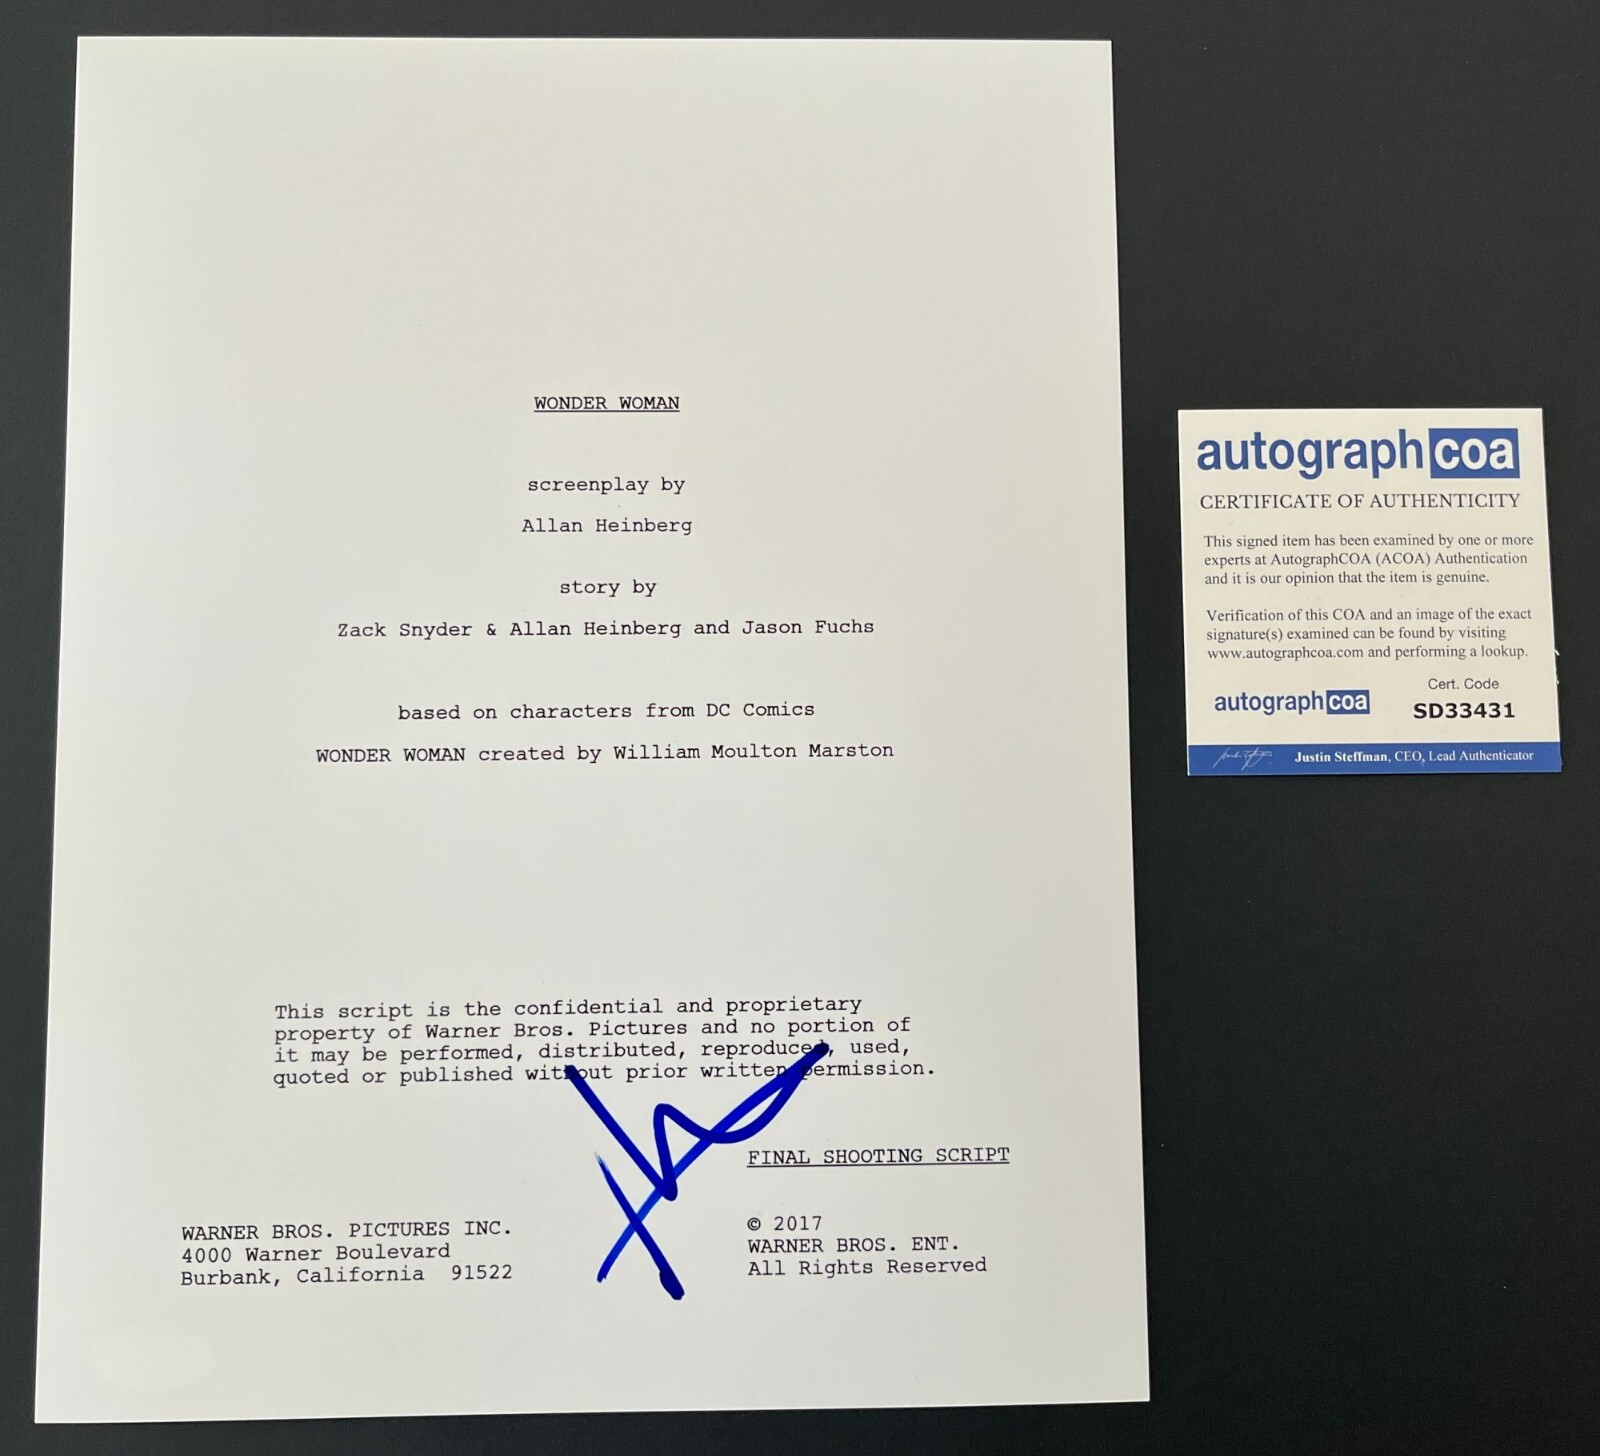 WONDER WOMAN
screenplay by
Allan Heinberg
story by
Zack Snyder & Allan Heinberg and Jason Fuchs
based on characters from DC Comics
WONDER WOMAN created by William Moulton Marston
This script is the confidential and proprietary
property of Warner Bros. Pictures and no portion of
it may be performed, distributed, reproduced, used,
quoted or published without prior written permission.
FINAL SHOOTING SCRIPT
WARNER BROS. PICTURES INC.
4000 Warner Boulevard
Burbank, California 91522
© 2017
WARNER BROS. ENT.
All Rights Reserved
autographcoa
CERTIFICATE OF AUTHENTICITY
This signed item has been examined by one or more
experts at AutographCOA (ACOA) Authentication
and it is our opinion that the item is genuine.
Verification of this COA and an image of the exact
signature(s) examined can be found by visiting
www.autographcoa.com and performing a lookup.
autographcoa
Cert. Code
SD33431
Justin Steffman, CEO, Lead Authenticator